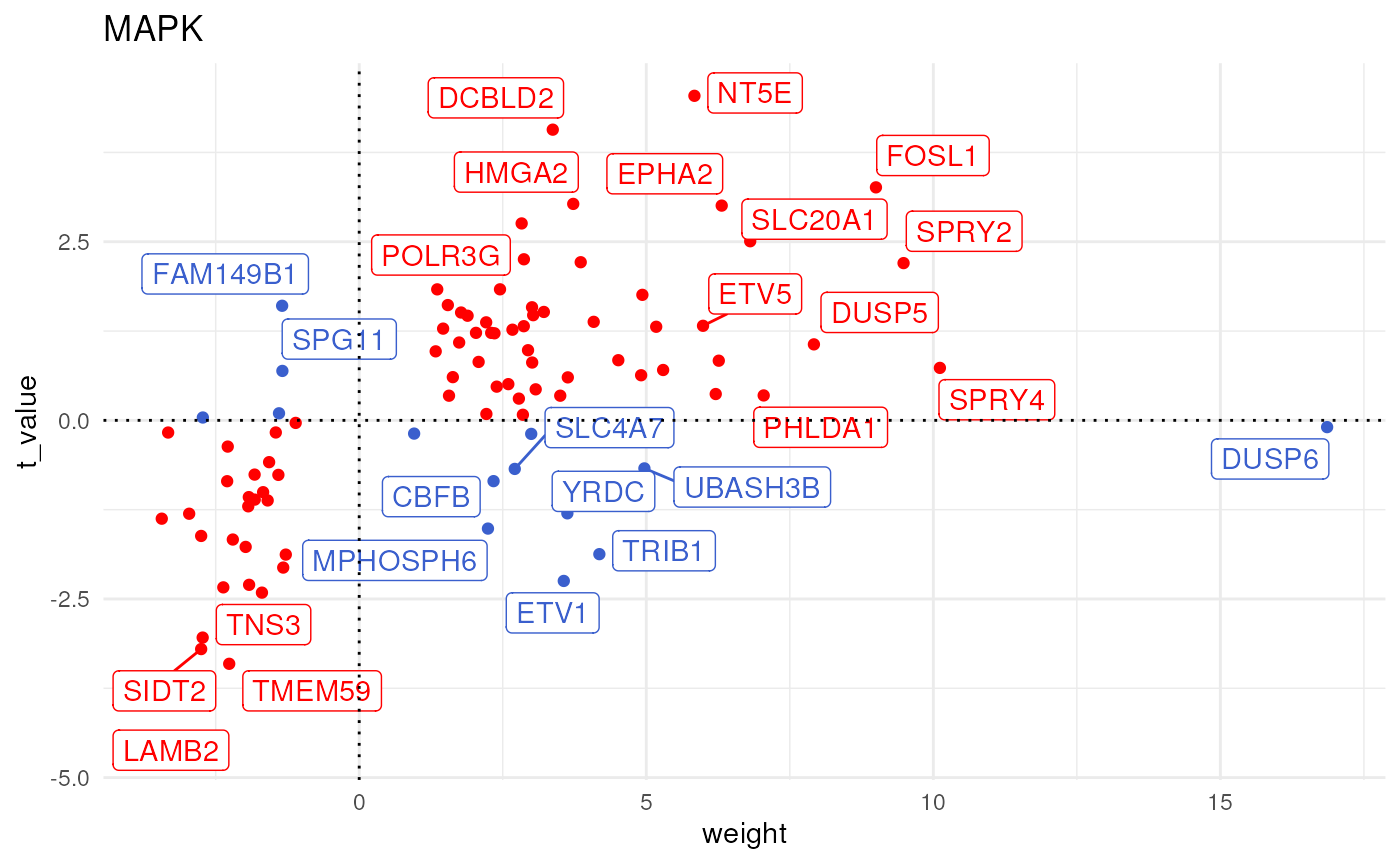 MAPK
DCBLD2
NT5E
FOSL1
HMGA2
EPHA2
SLC20A1
SPRY2
2.5
POLR3G
FAM149B1
ETV5
DUSP5
SPG11
SPRY4
0.0
SLC4A7
PHLDA1
DUSP6
CBFB
YRDC
UBASH3B
MPHOSPH6
TRIB1
-2.5
ETV1
TNS3
SIDT2
TMEM59
LAMB2
-5.0
0
5
10
15
weight
t_value